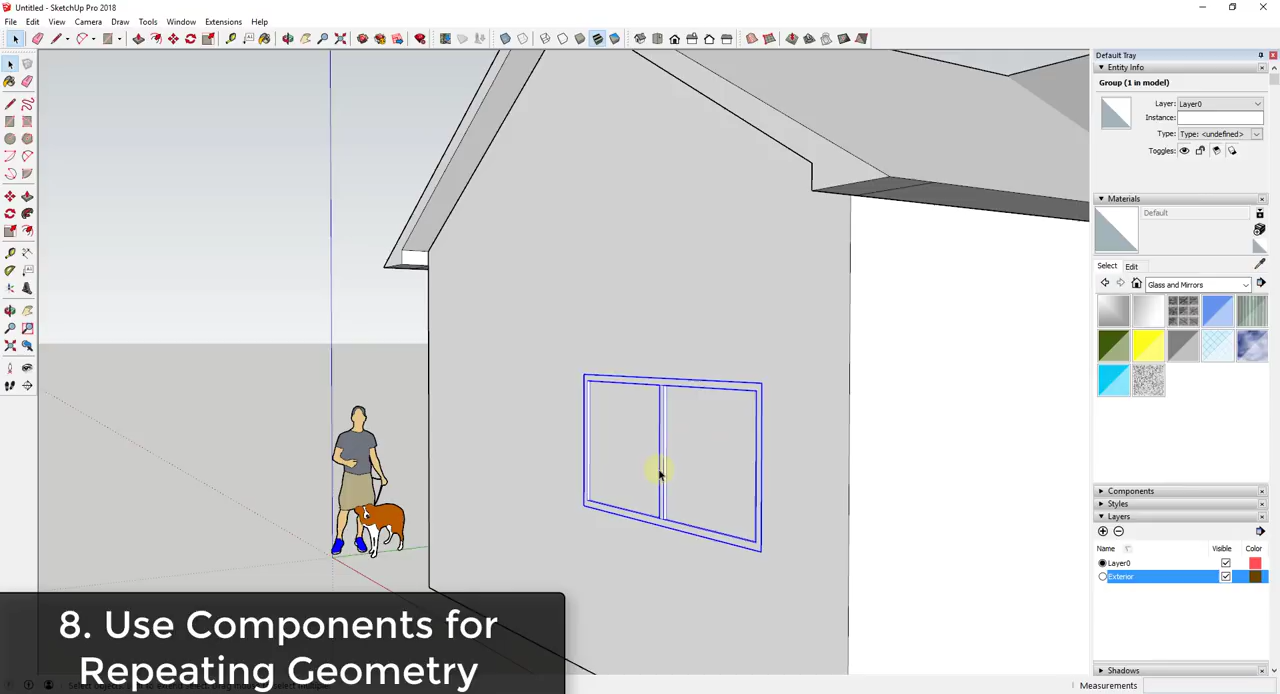 Untitled - SketchUp Pro 2018
File Edit View Camera Draw Tools Window Extensions Help
Default Tray
Entity Info
Group (1 in model)
Layer: Layer0
Instance:
Type: Type: <undefined>
Toggles:
Materials
Default
Select Edit
Glass and Mirrors
Components
Styles
Layers
Name Visible Color
Layer0
Exterior
Shadows
Measurements
8. Use Components for
Repeating Geometry